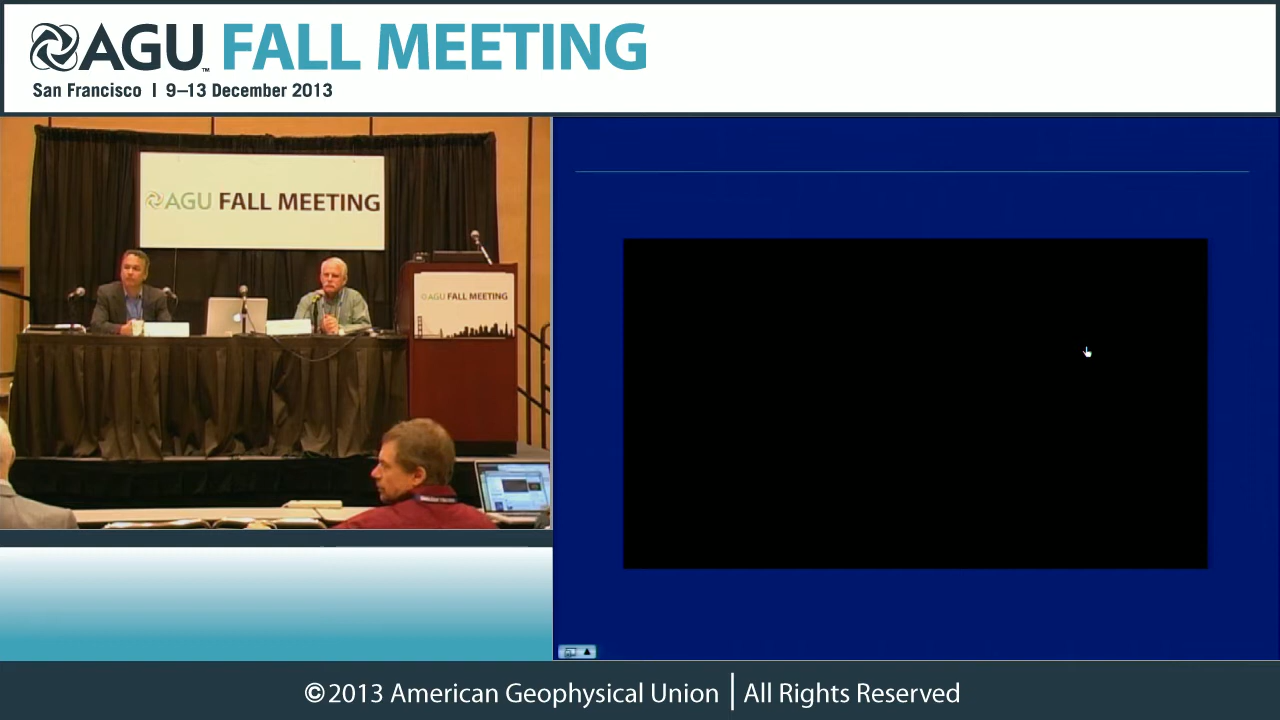 AGU™ FALL MEETING
San Francisco | 9–13 December 2013
AGU FALL MEETING
AGU FALL MEETING
©2013 American Geophysical Union | All Rights Reserved